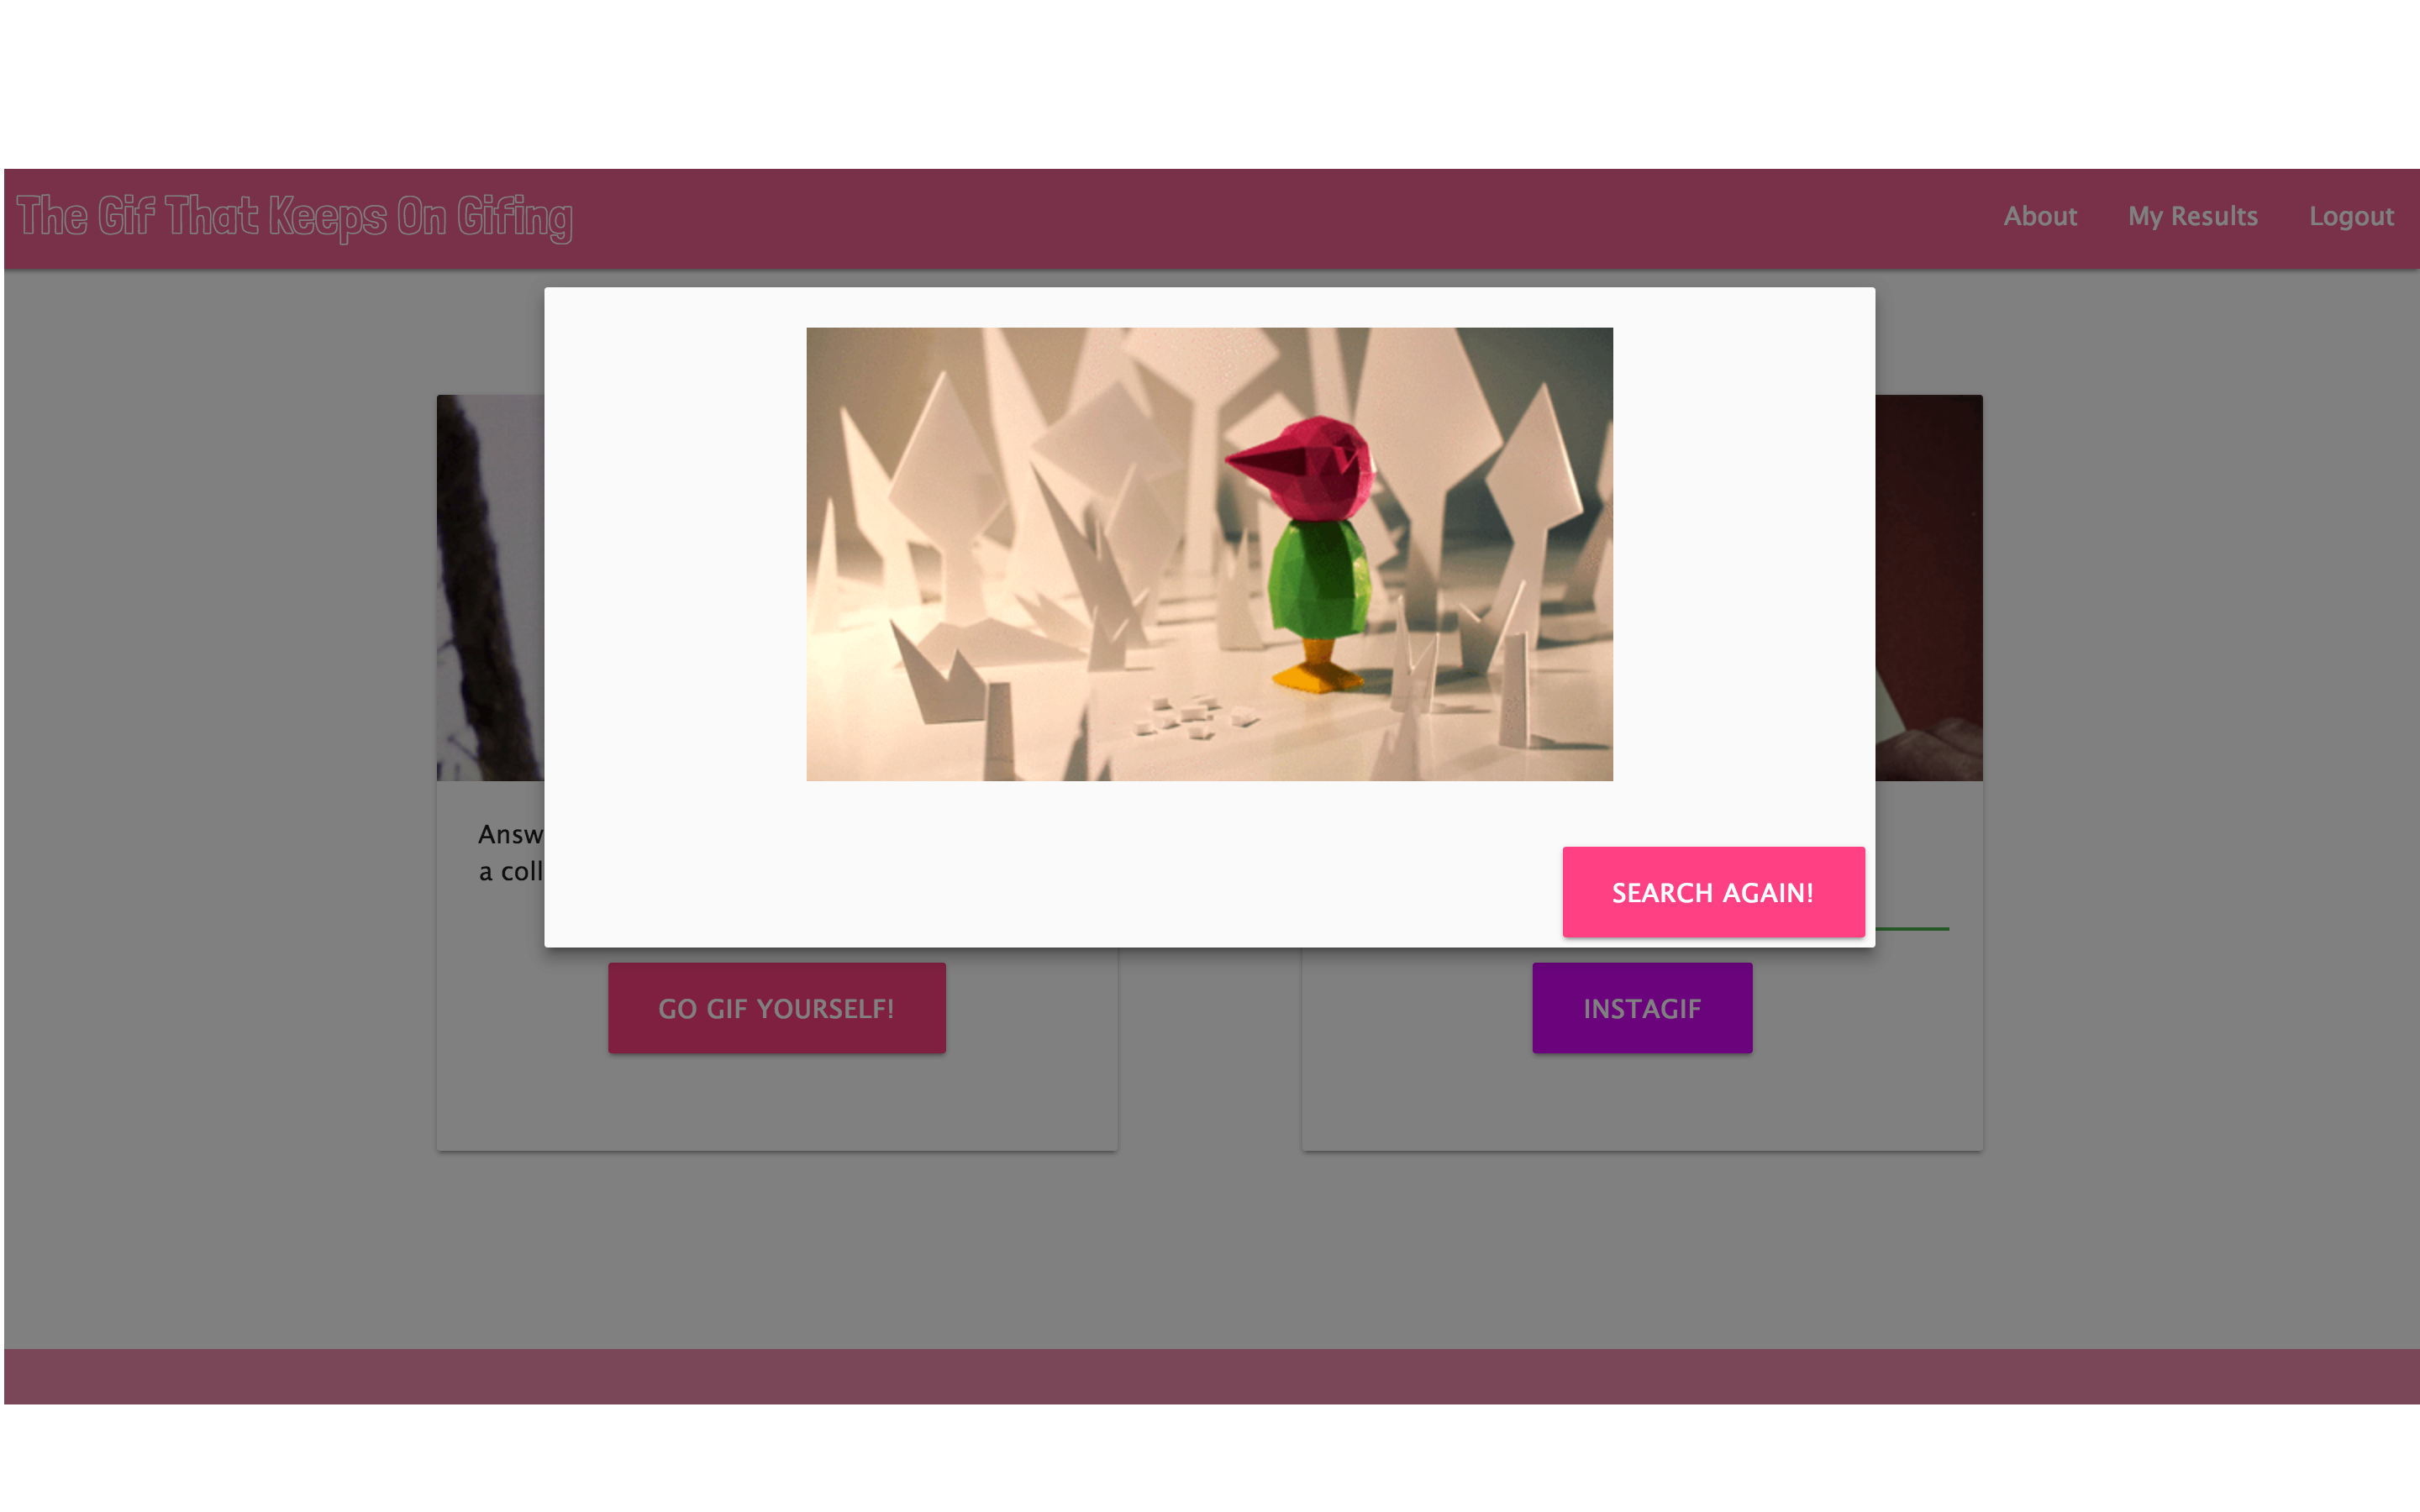 The Gif That Keeps On Gifing
About My Results Logout
Answ
a coll
SEARCH AGAIN!
GO GIF YOURSELF!
INSTAGIF